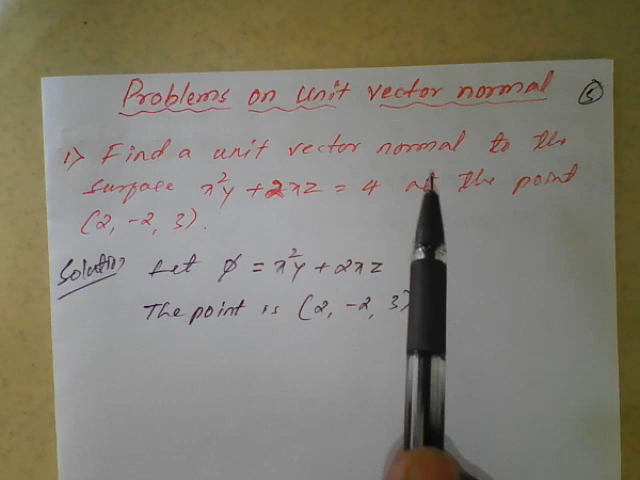 Problems on unit vector normal (5)
1) Find a unit vector normal to the
surface x²y + 2xz = 4 at the point
(2, -2, 3).
Solution Let ϕ = x²y + 2xz
The point is (2, -2, 3)